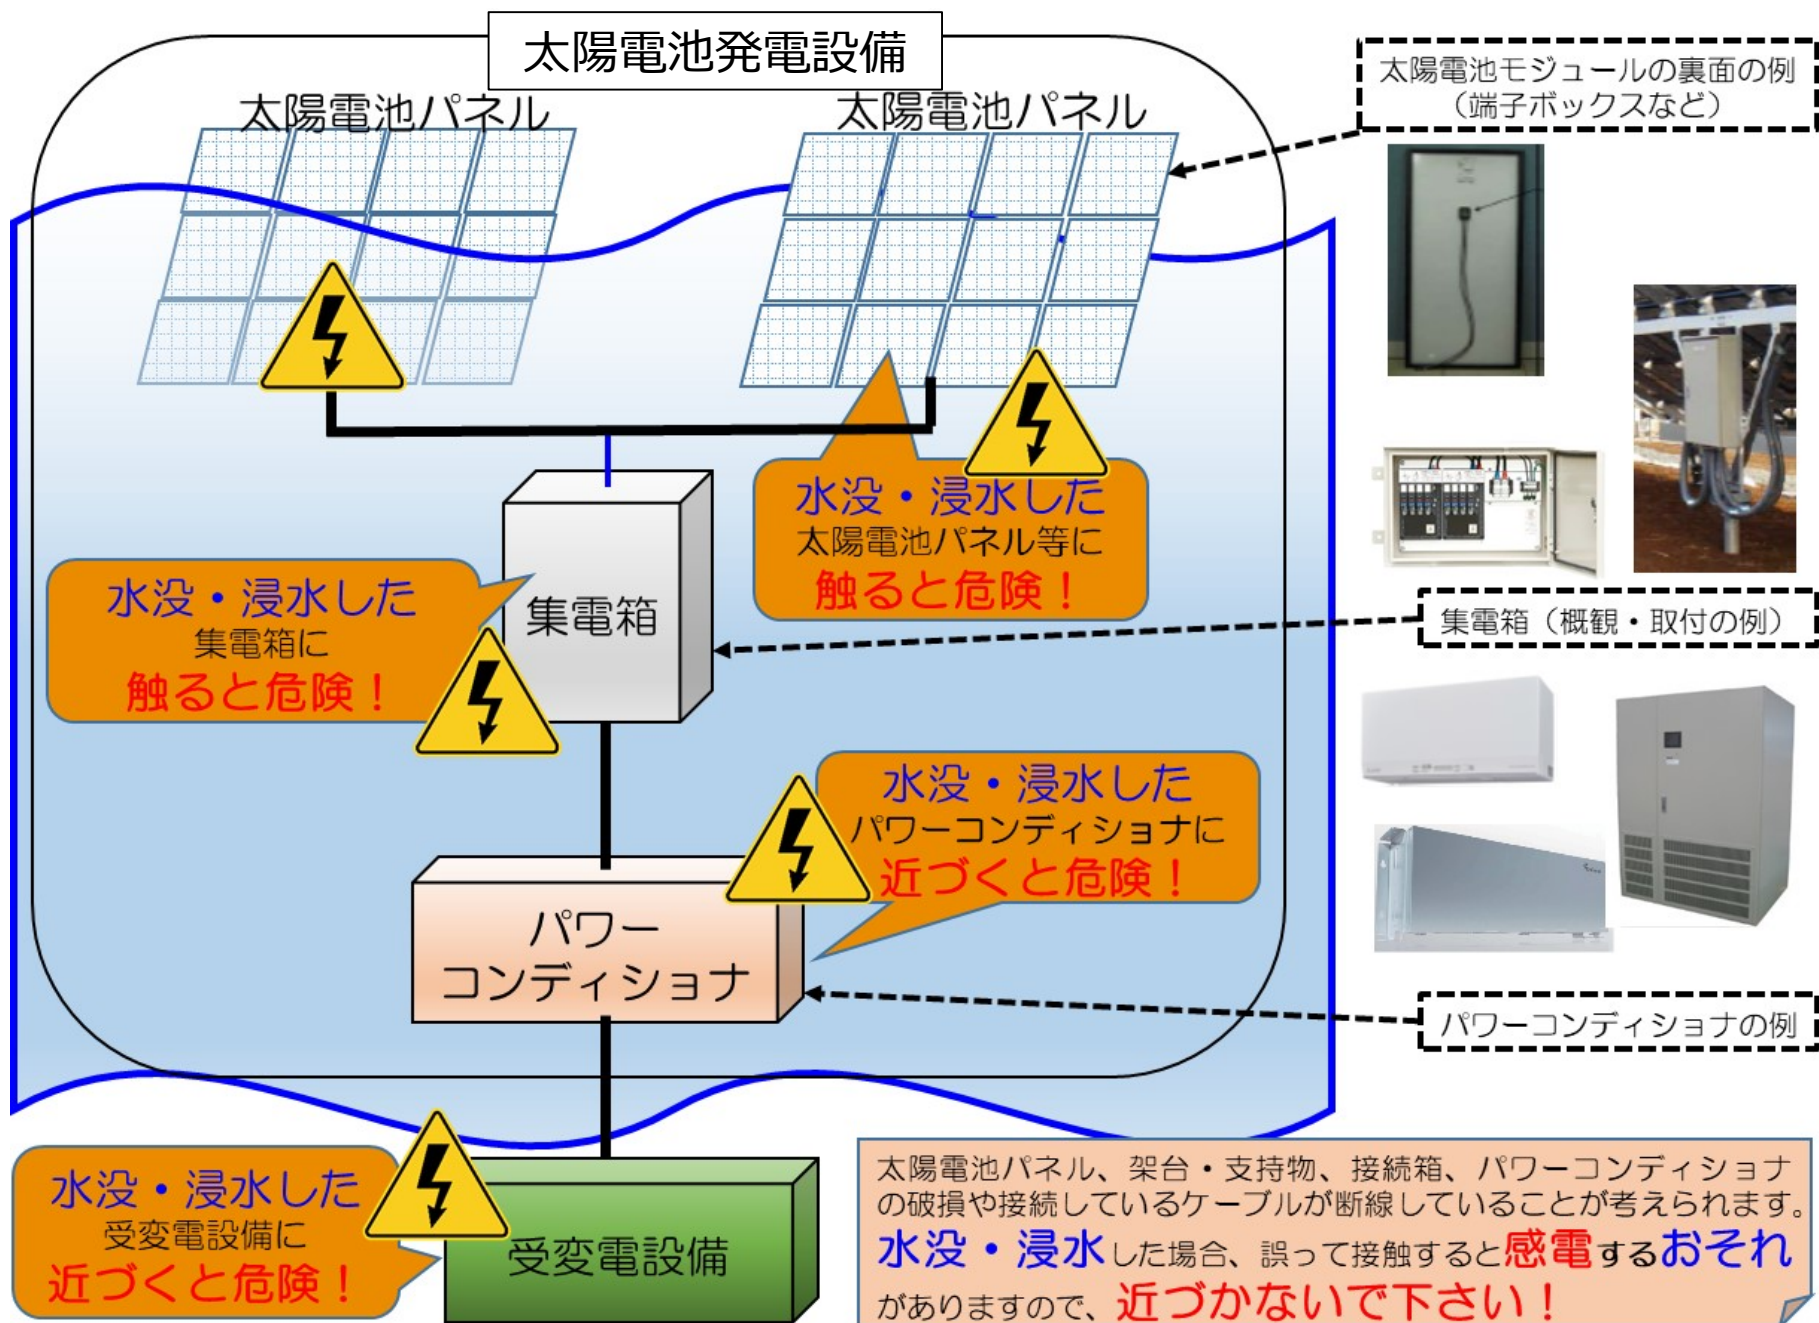 太陽電池発電設備
太陽電池パネル
太陽電池パネル
太陽電池モジュールの裏面の例
（端子ボックスなど）
水没・浸水した
太陽電池パネル等に
触ると危険！
水没・浸水した
集電箱に
触ると危険！
集電箱
集電箱（概観・取付の例）
水没・浸水した
パワーコンディショナに
近づくと危険！
パワー
コンディショナ
パワーコンディショナの例
水没・浸水した
受変電設備に
近づくと危険！
受変電設備
太陽電池パネル、架台・支持物、接続箱、パワーコンディショナ
の破損や接続しているケーブルが断線していることが考えられます。
水没・浸水した場合、誤って接触すると感電するおそれ
がありますので、近づかないで下さい！